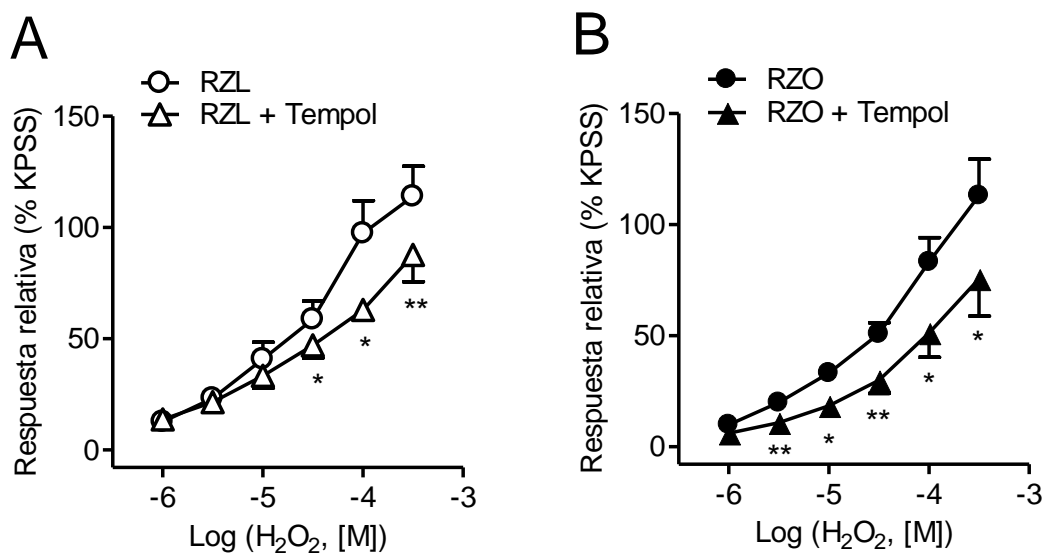 A
RZL
RZL + Tempol
Respuesta relativa (% KPSS)
150
100
50
0
*
*
**
-6
-5
-4
-3
Log (H₂O₂, [M])
B
RZO
RZO + Tempol
Respuesta relativa (% KPSS)
150
100
50
0
**
*
**
*
*
-6
-5
-4
-3
Log (H₂O₂, [M])